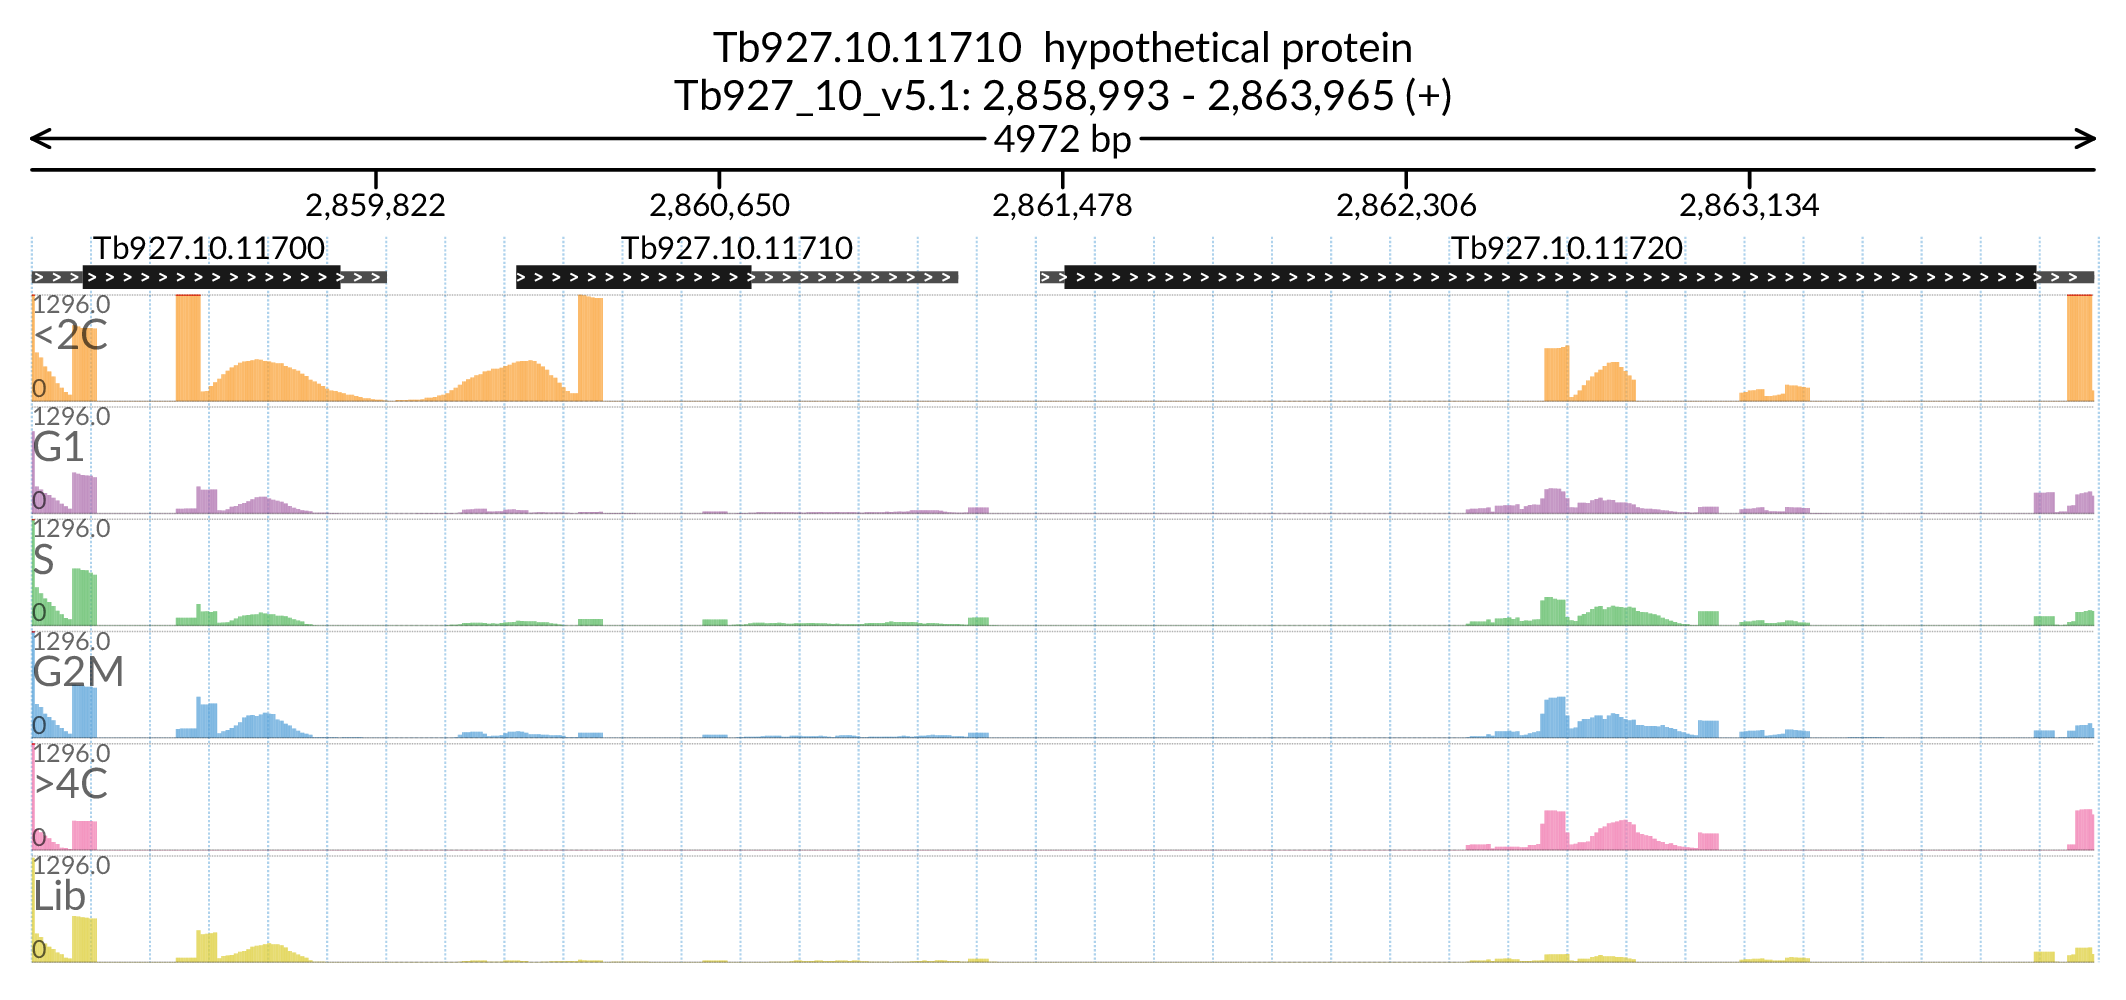 Tb927.10.11710  hypothetical protein
Tb927_10_v5.1: 2,858,993 - 2,863,965 (+)
4972 bp
2,859,822 2,860,650 2,861,478 2,862,306 2,863,134
Tb927.10.11700 Tb927.10.11710 Tb927.10.11720
1296.0
<2C
0
1296.0
G1
0
1296.0
S
0
1296.0
G2M
0
1296.0
>4C
0
1296.0
Lib
0